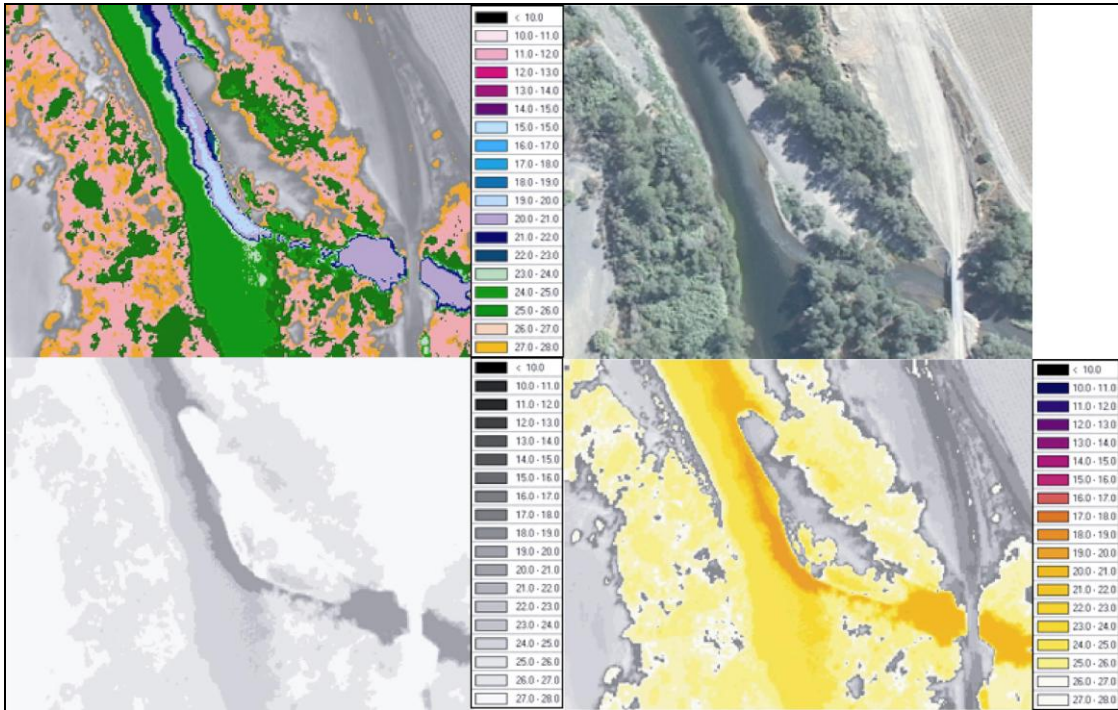 < 10.0
10.0 - 11.0
11.0 - 12.0
12.0 - 13.0
13.0 - 14.0
14.0 - 15.0
15.0 - 15.0
16.0 - 17.0
17.0 - 18.0
18.0 - 19.0
19.0 - 20.0
20.0 - 21.0
21.0 - 22.0
22.0 - 23.0
23.0 - 24.0
24.0 - 25.0
25.0 - 26.0
26.0 - 27.0
27.0 - 28.0
< 10.0
10.0 - 11.0
11.0 - 12.0
12.0 - 13.0
13.0 - 14.0
14.0 - 15.0
15.0 - 16.0
16.0 - 17.0
17.0 - 18.0
18.0 - 19.0
19.0 - 20.0
20.0 - 21.0
21.0 - 22.0
22.0 - 23.0
23.0 - 24.0
24.0 - 25.0
25.0 - 26.0
26.0 - 27.0
27.0 - 28.0
< 10.0
10.0 - 11.0
11.0 - 12.0
12.0 - 13.0
13.0 - 14.0
14.0 - 15.0
15.0 - 16.0
16.0 - 17.0
17.0 - 18.0
18.0 - 19.0
19.0 - 20.0
20.0 - 21.0
21.0 - 22.0
22.0 - 23.0
23.0 - 24.0
24.0 - 25.0
25.0 - 26.0
26.0 - 27.0
27.0 - 28.0